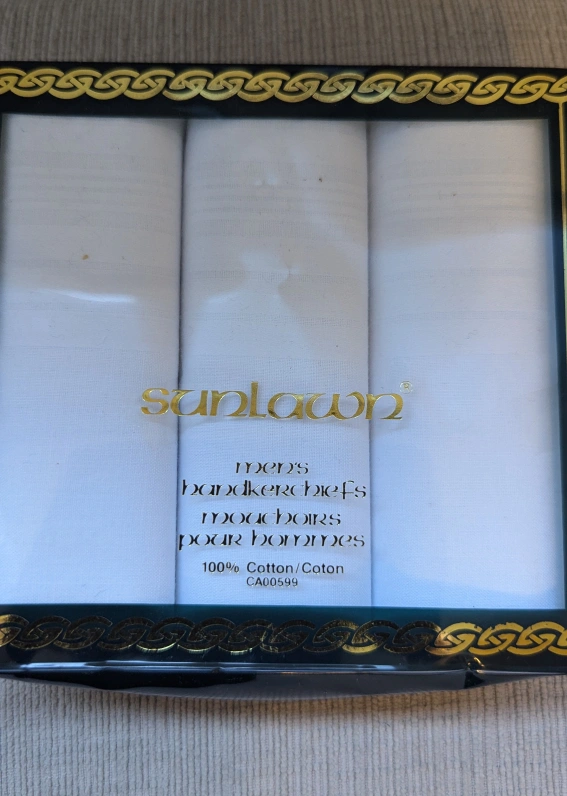 sunlawn®
men's
handkerchiefs
mouchoirs
pour hommes
100% Cotton/Coton
CA00599